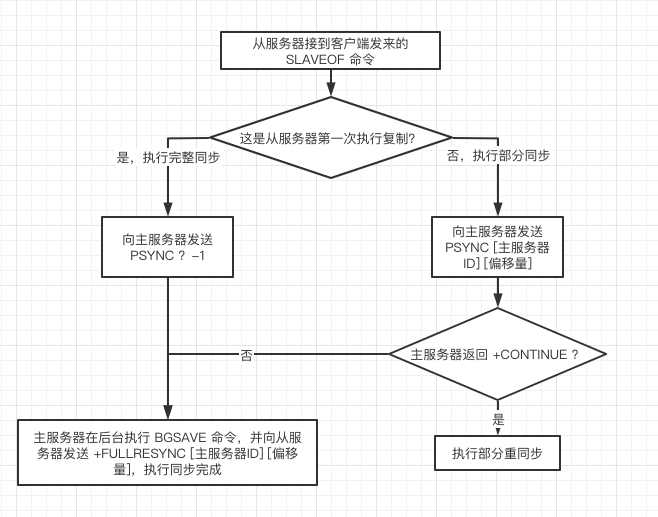 从服务器接到客户端发来的
SLAVEOF 命令
这是从服务器第一次执行复制?
是，执行完整同步
否，执行部分同步
向主服务器发送
PSYNC ? -1
向主服务器发送
PSYNC [主服务器
ID] [偏移量]
主服务器返回 +CONTINUE ?
否
是
主服务器在后台执行 BGSAVE 命令，并向从服
务器发送 +FULLRESYNC [主服务器ID] [偏移
量]，执行同步完成
执行部分重同步